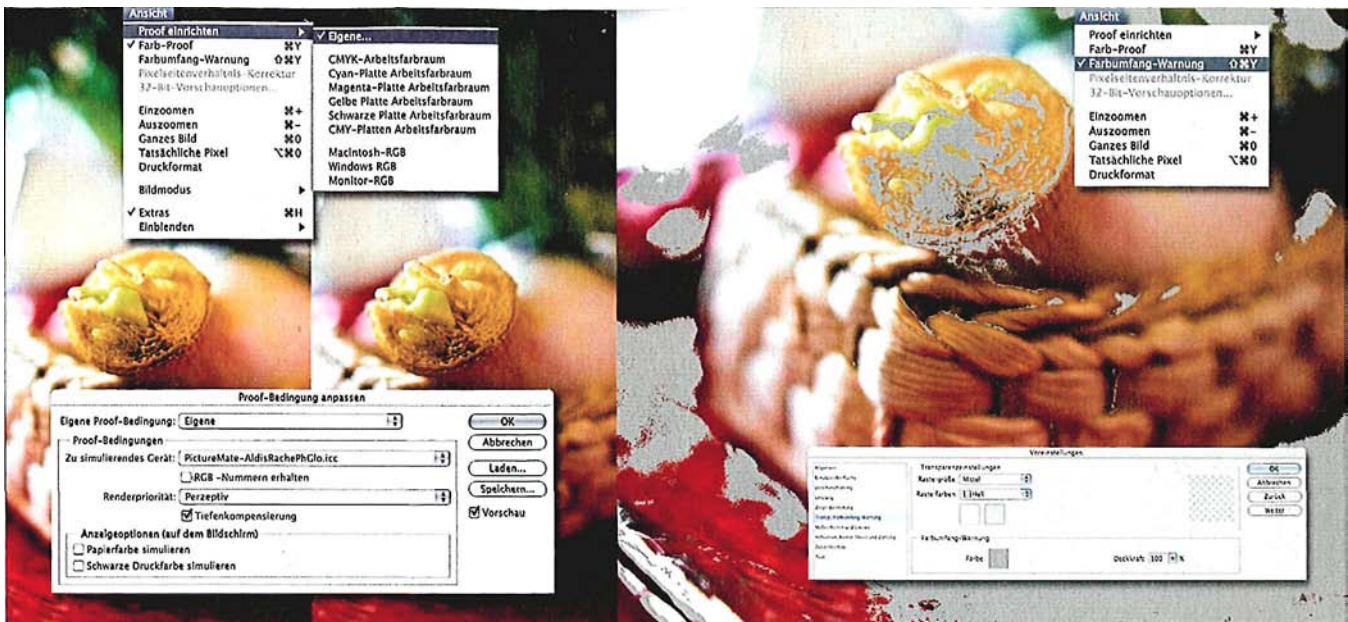 Ansicht
Proof einrichten
✓ Farb-Proof ⌘Y
Farbumfang-Warnung ⇧⌘Y
Pixelseitenverhältnis-Korrektur
32-Bit-Vorschauoptionen...
Einzoomen ⌘+
Auszoomen ⌘-
Ganzes Bild ⌘0
Tatsächliche Pixel ⌥⌘0
Druckformat
Bildmodus
✓ Extras ⌘H
Einblenden
✓ Eigene...
CMYK-Arbeitsfarbraum
Cyan-Platte Arbeitsfarbraum
Magenta-Platte Arbeitsfarbraum
Gelbe Platte Arbeitsfarbraum
Schwarze Platte Arbeitsfarbraum
CMY-Platten Arbeitsfarbraum
Macintosh-RGB
Windows RGB
Monitor-RGB
Proof-Bedingung anpassen
Eigene Proof-Bedingung: Eigene
Proof-Bedingungen
Zu simulierendes Gerät: PictureMate-AldisRachePhGlo.icc
RGB-Nummern erhalten
Renderpriorität: Perzeptiv
Tiefenkompensierung
Anzeigeoptionen (auf dem Bildschirm)
Papierfarbe simulieren
Schwarze Druckfarbe simulieren
OK
Abbrechen
Laden...
Speichern...
Vorschau
Ansicht
Proof einrichten
Farb-Proof ⌘Y
✓ Farbumfang-Warnung ⇧⌘Y
Pixelseitenverhältnis-Korrektur
32-Bit-Vorschauoptionen...
Einzoomen ⌘+
Auszoomen ⌘-
Ganzes Bild ⌘0
Tatsächliche Pixel ⌥⌘0
Druckformat
Voreinstellungen
Allgemein
Transparenzeinstellungen
Rastergröße: Mittel
Rasterfarben: Hell
Farbumfang-Warnung
Farbe
Deckkraft: 100 %
OK
Abbrechen
Zurück
Weiter